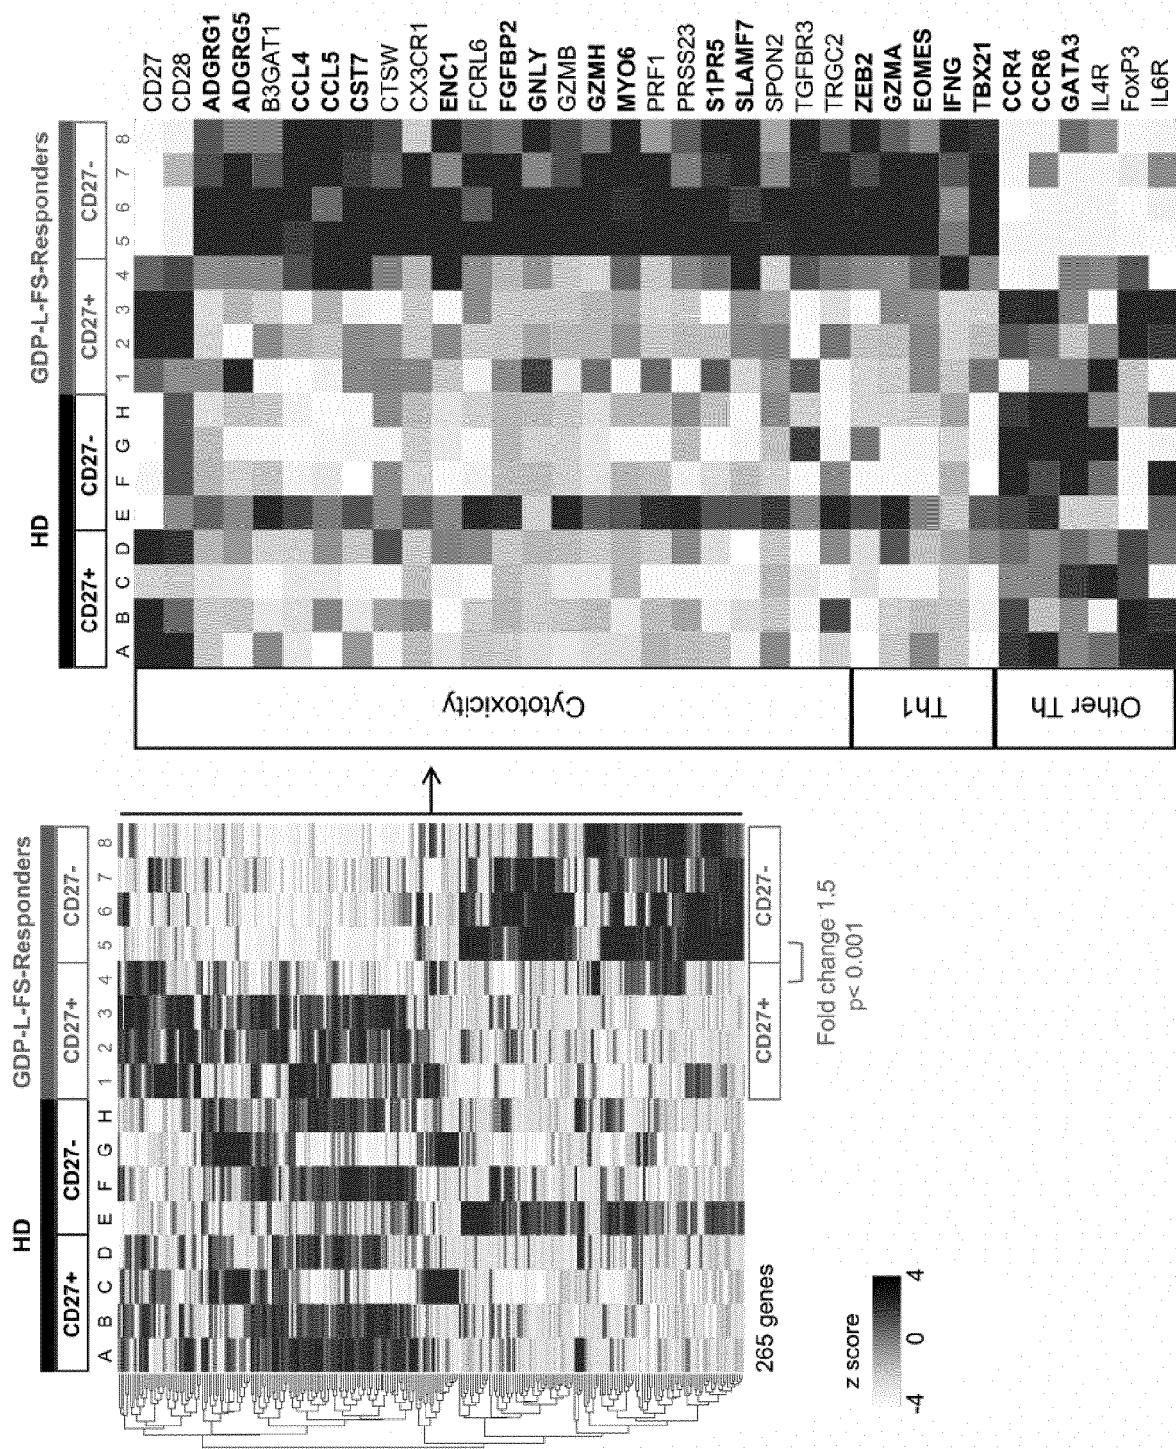 HD
GDP-L-FS-Responders
CD27+
CD27-
CD27+
CD27-
A B C D E F G H 1 2 3 4 5 6 7 8
265 genes
CD27+
CD27-
Fold change 1.5
p< 0.001
z score
-4 0 4
HD
GDP-L-FS-Responders
CD27+
CD27-
CD27+
CD27-
A B C D E F G H 1 2 3 4 5 6 7 8
Cytotoxicity
Th1
Other Th
CD27
CD28
ADGRG1
ADGRG5
B3GAT1
CCL4
CCL5
CST7
CTSW
CX3CR1
ENC1
FCRL6
FGFBP2
GNLY
GZMB
GZMH
MYO6
PRF1
PRSS23
S1PR5
SLAMF7
SPON2
TGFBR3
TRGC2
ZEB2
GZMA
EOMES
IFNG
TBX21
CCR4
CCR6
GATA3
IL4R
FoxP3
IL6R